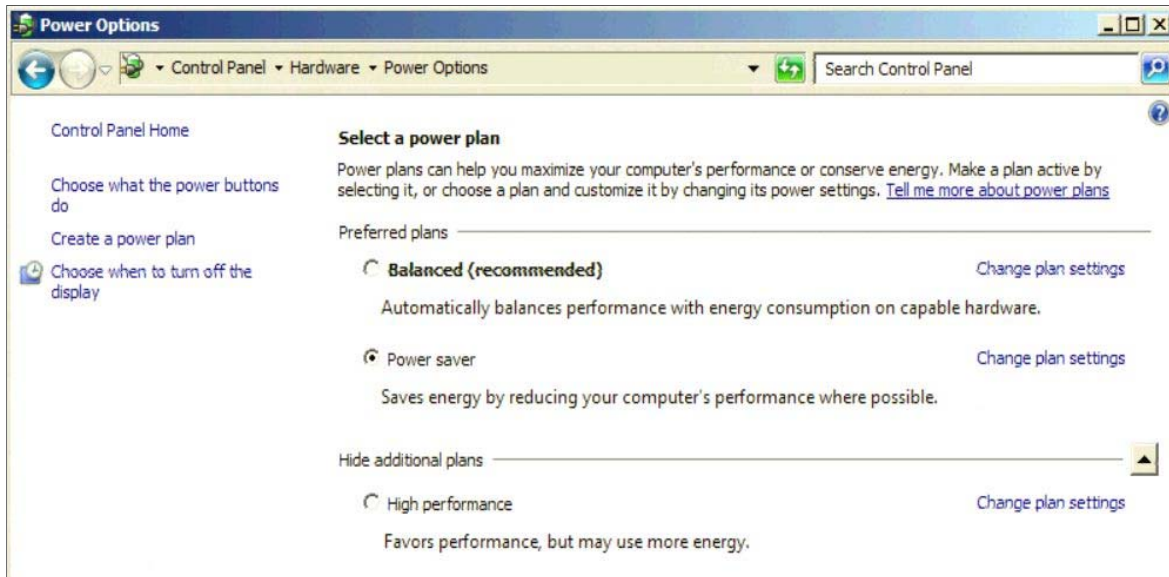 Power Options
Control Panel Hardware Power Options
Search Control Panel
Control Panel Home
Choose what the power buttons
do
Create a power plan
Choose when to turn off the
display
Select a power plan
Power plans can help you maximize your computer's performance or conserve energy. Make a plan active by
selecting it, or choose a plan and customize it by changing its power settings. Tell me more about power plans
Preferred plans
Balanced (recommended)
Change plan settings
Automatically balances performance with energy consumption on capable hardware.
Power saver
Change plan settings
Saves energy by reducing your computer's performance where possible.
Hide additional plans
High performance
Change plan settings
Favors performance, but may use more energy.